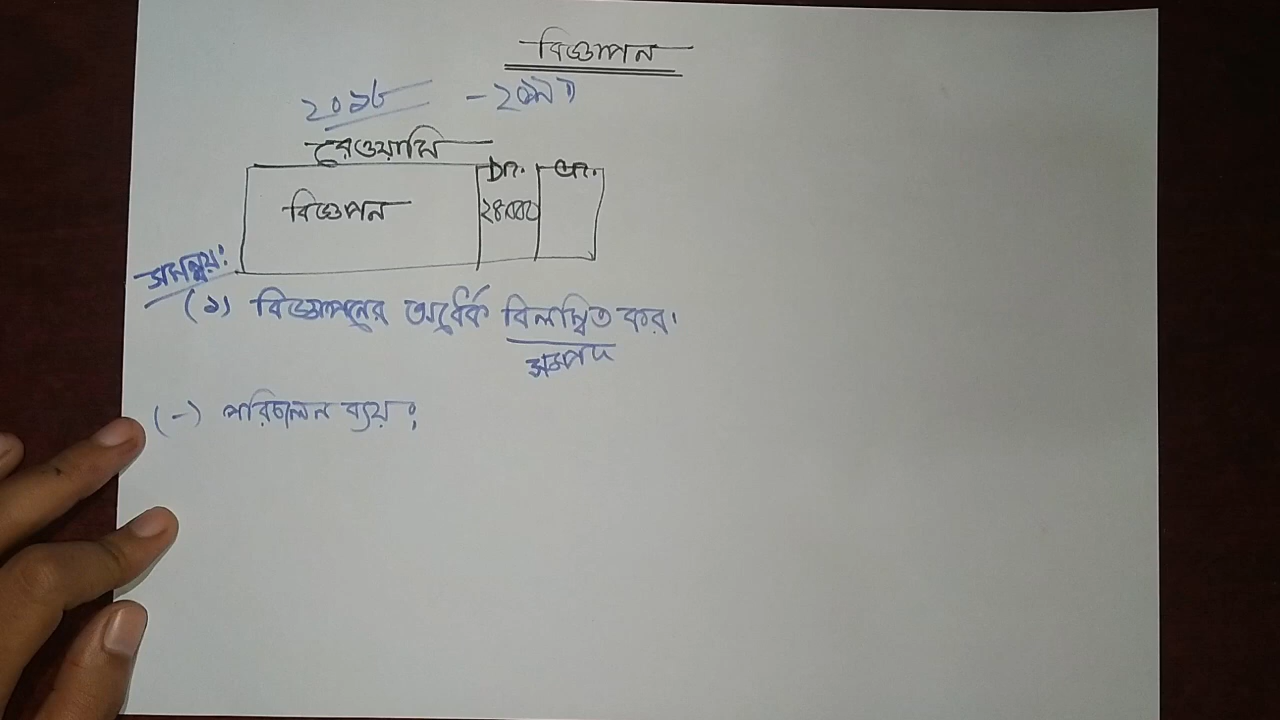 বিজ্ঞাপন
২০১৮ - ২০১৯
রেওয়ামিল
Dr. Cr.
বিজ্ঞাপন ২৪০০০
সমন্বয়:
(১) বিজ্ঞাপনের অর্ধেক বিলম্বিত কর।
সম্পদ
(-) পরিচালন ব্যয় :